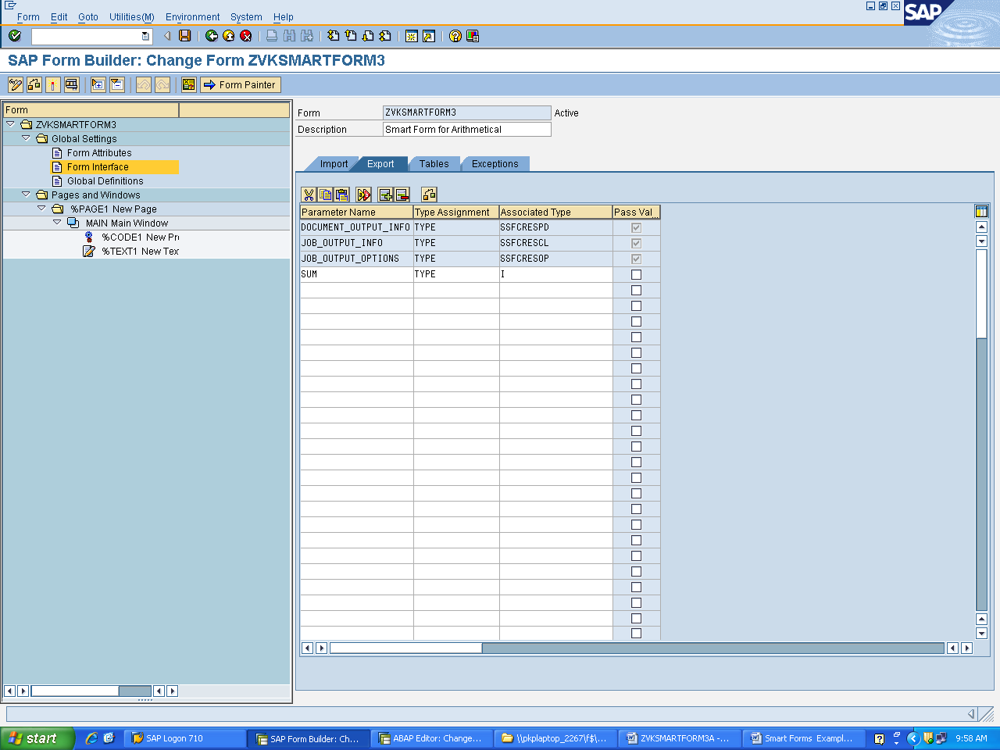 Form Edit Goto Utilities(M) Environment System Help
SAP
SAP Form Builder: Change Form ZVKSMARTFORM3
Form Painter
Form
ZVKSMARTFORM3
Global Settings
Form Attributes
Form Interface
Global Definitions
Pages and Windows
%PAGE1 New Page
MAIN Main Window
%CODE1 New Pr
%TEXT1 New Tex
Form ZVKSMARTFORM3 Active
Description Smart Form for Arithmetical
Import Export Tables Exceptions
Parameter Name Type Assignment Associated Type Pass Val...
DOCUMENT_OUTPUT_INFO TYPE SSFCRESPD
JOB_OUTPUT_INFO TYPE SSFCRESCL
JOB_OUTPUT_OPTIONS TYPE SSFCRESOP
SUM TYPE I
start SAP Logon 710 SAP Form Builder: Ch... ABAP Editor: Change... \\pkplaptop_2267\f$\... ZVKSMARTFORM3A -... Smart Forms Exampl... 9:58 AM